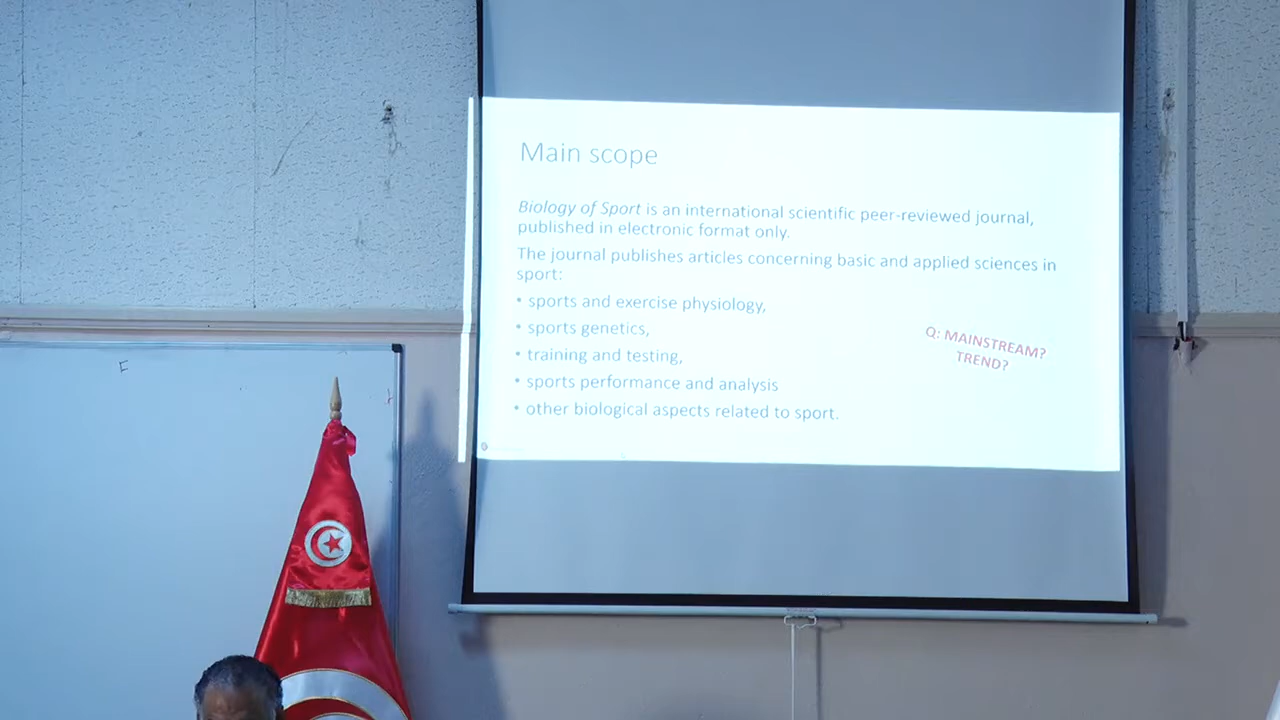 Main scope
Biology of Sport is an international scientific peer-reviewed journal,
published in electronic format only.
The journal publishes articles concerning basic and applied sciences in
sport:
• sports and exercise physiology,
• sports genetics,
• training and testing,
• sports performance and analysis
• other biological aspects related to sport.
Q: MAINSTREAM?
TREND?
E